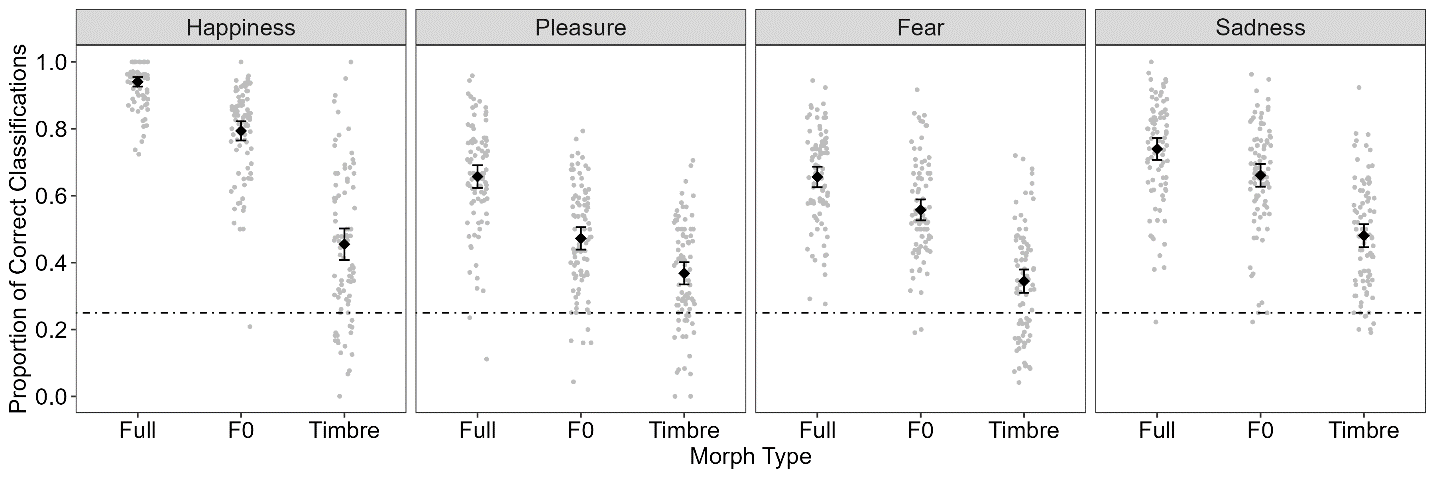 Happiness Pleasure Fear Sadness
Proportion of Correct Classifications
1.0
0.8
0.6
0.4
0.2
0.0
Full F0 Timbre Full F0 Timbre Full F0 Timbre Full F0 Timbre
Morph Type